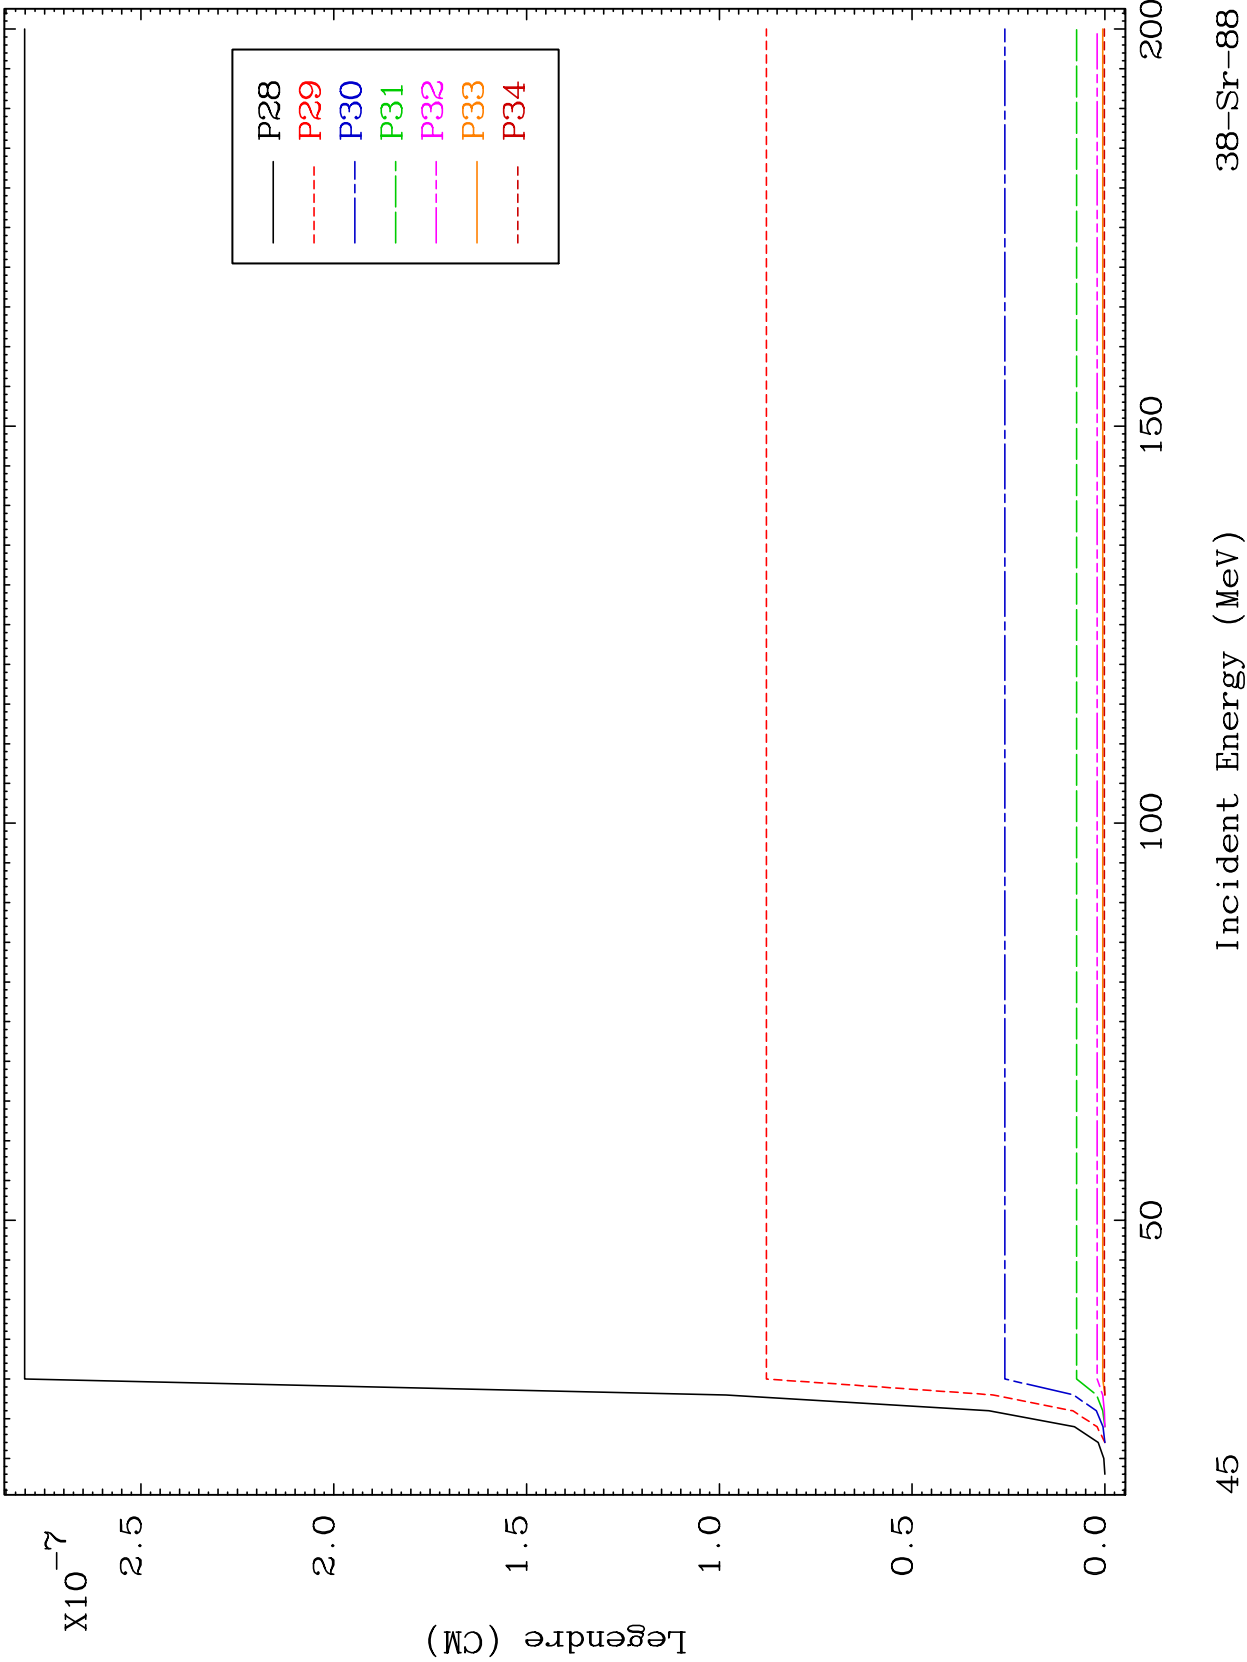 X10-7
2.5
2.0
1.5
1.0
0.5
0.0
Legendre (CM)
P28
P29
P30
P31
P32
P33
P34
50
100
150
200
45
Incident Energy (MeV)
38-Sr-88